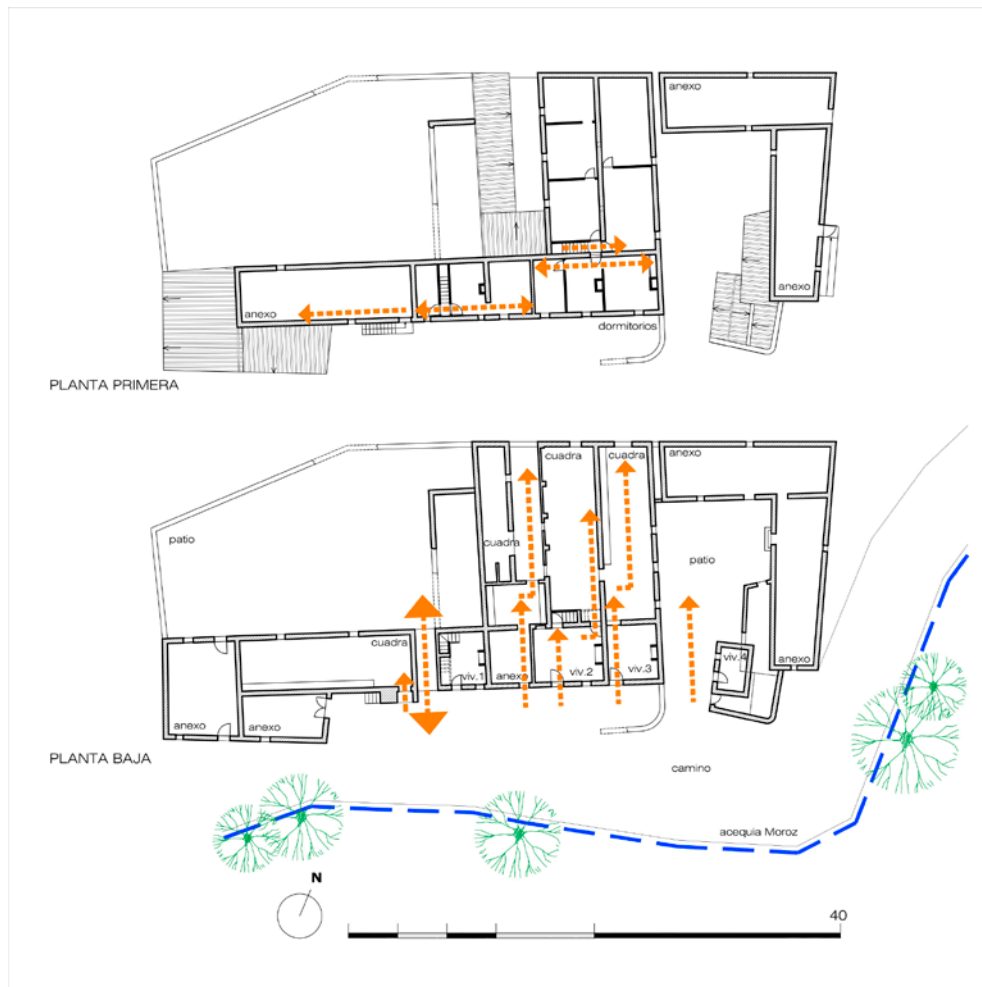 anexo
anexo
dormitorios
anexo
PLANTA PRIMERA
cuadra
cuadra
anexo
patio
cuadra
patio
cuadra
viv.1
anexo
viv.2
viv.3
viv.4
anexo
anexo
anexo
PLANTA BAJA
camino
acequia Moroz
N
40